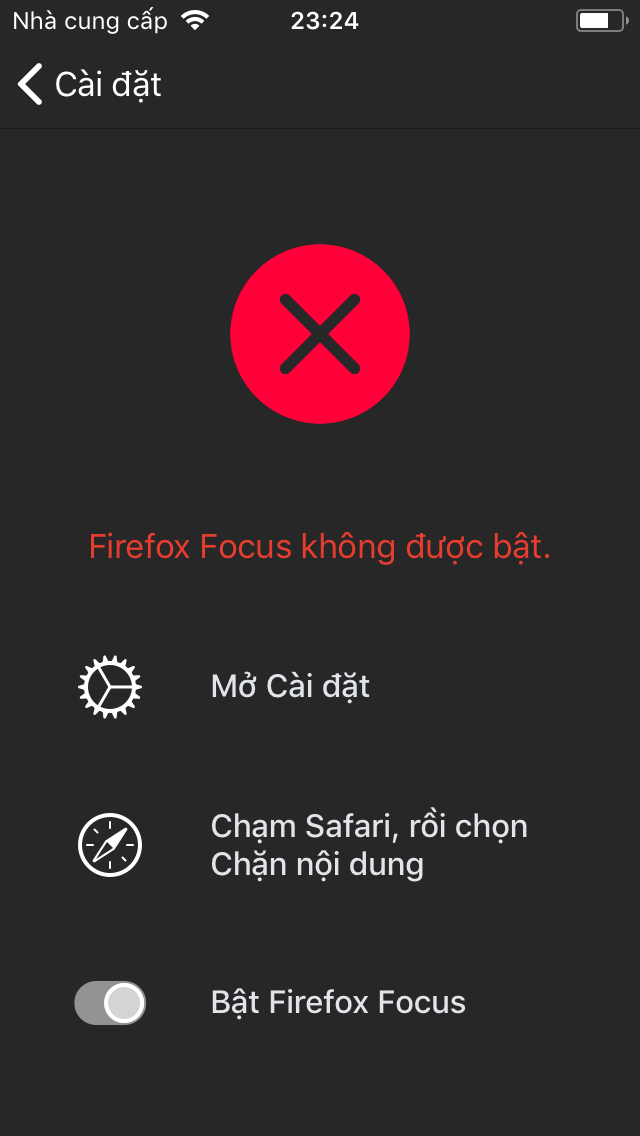 Nhà cung cấp 23:24
Cài đặt
Firefox Focus không được bật.
Mở Cài đặt
Chạm Safari, rồi chọn
Chặn nội dung
Bật Firefox Focus